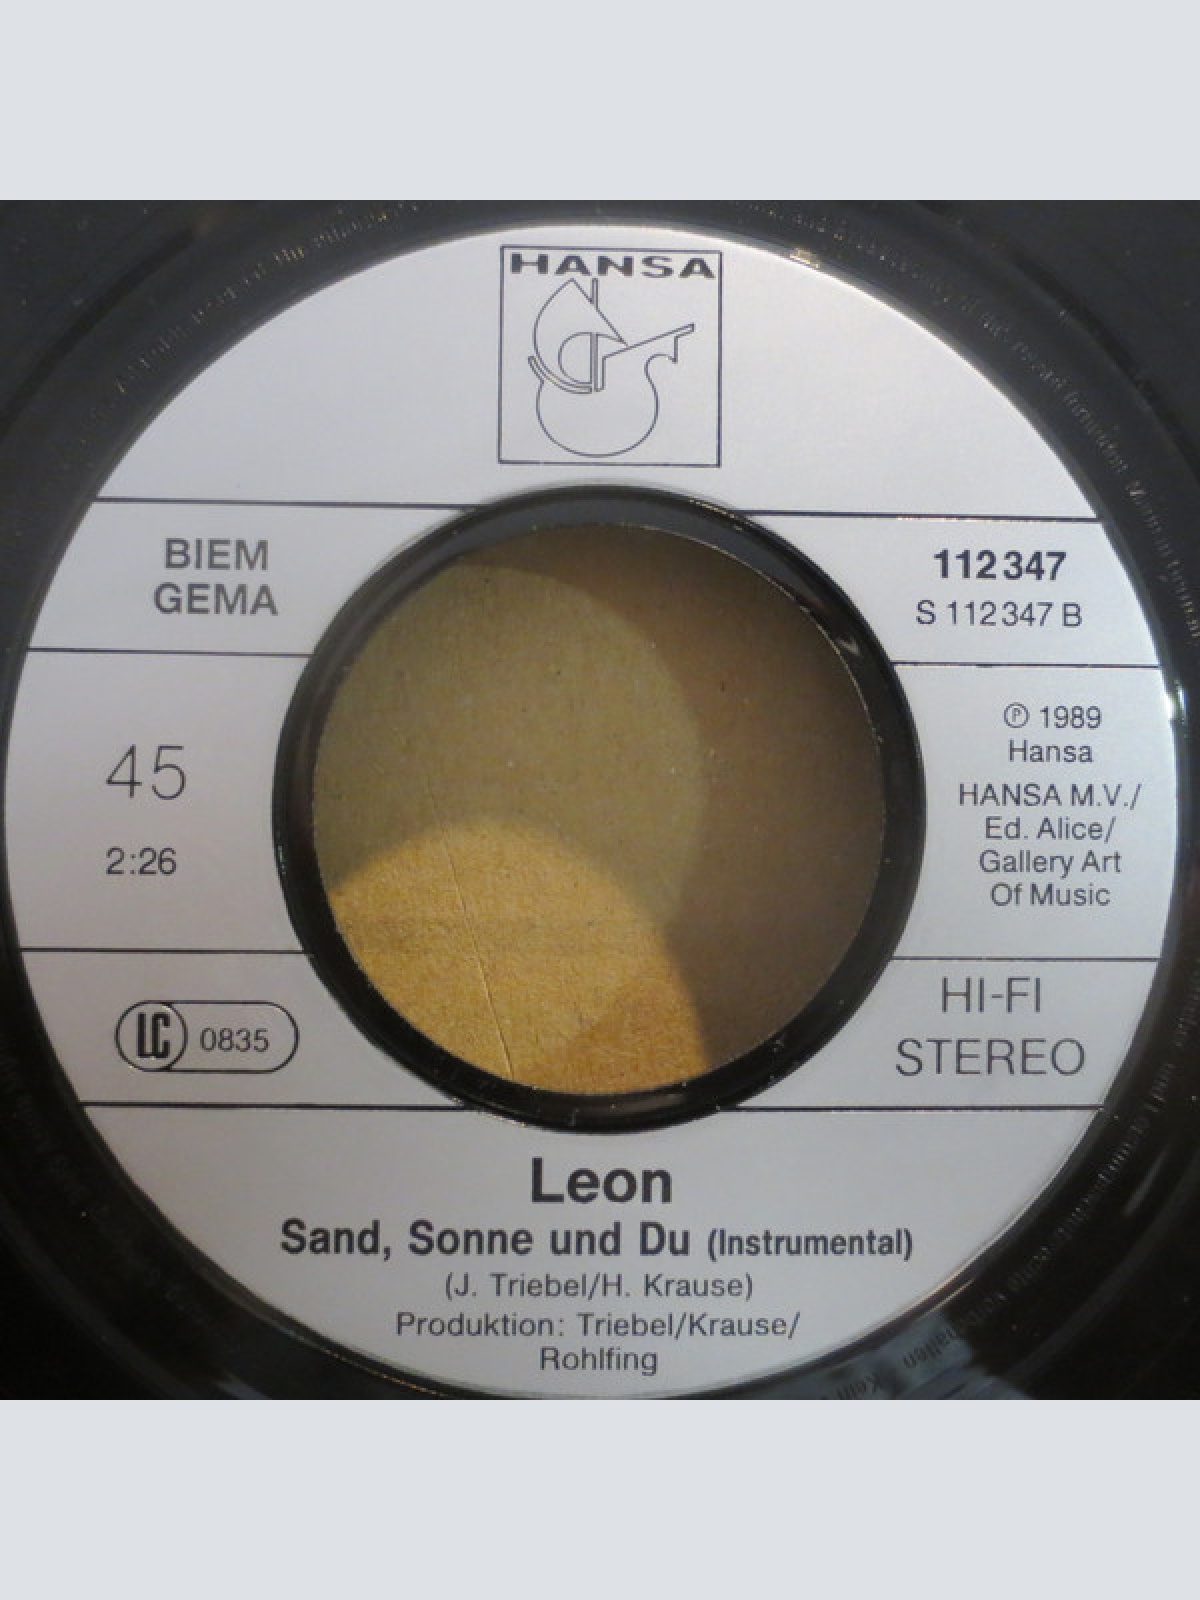 HANSA
BIEM
GEMA
112 347
S 112 347 B
45
2:26
℗ 1989
Hansa
HANSA M.V./
Ed. Alice/
Gallery Art
Of Music
LC 0835
HI-FI
STEREO
Leon
Sand, Sonne und Du (Instrumental)
(J. Triebel/H. Krause)
Produktion: Triebel/Krause/
Rohlfing